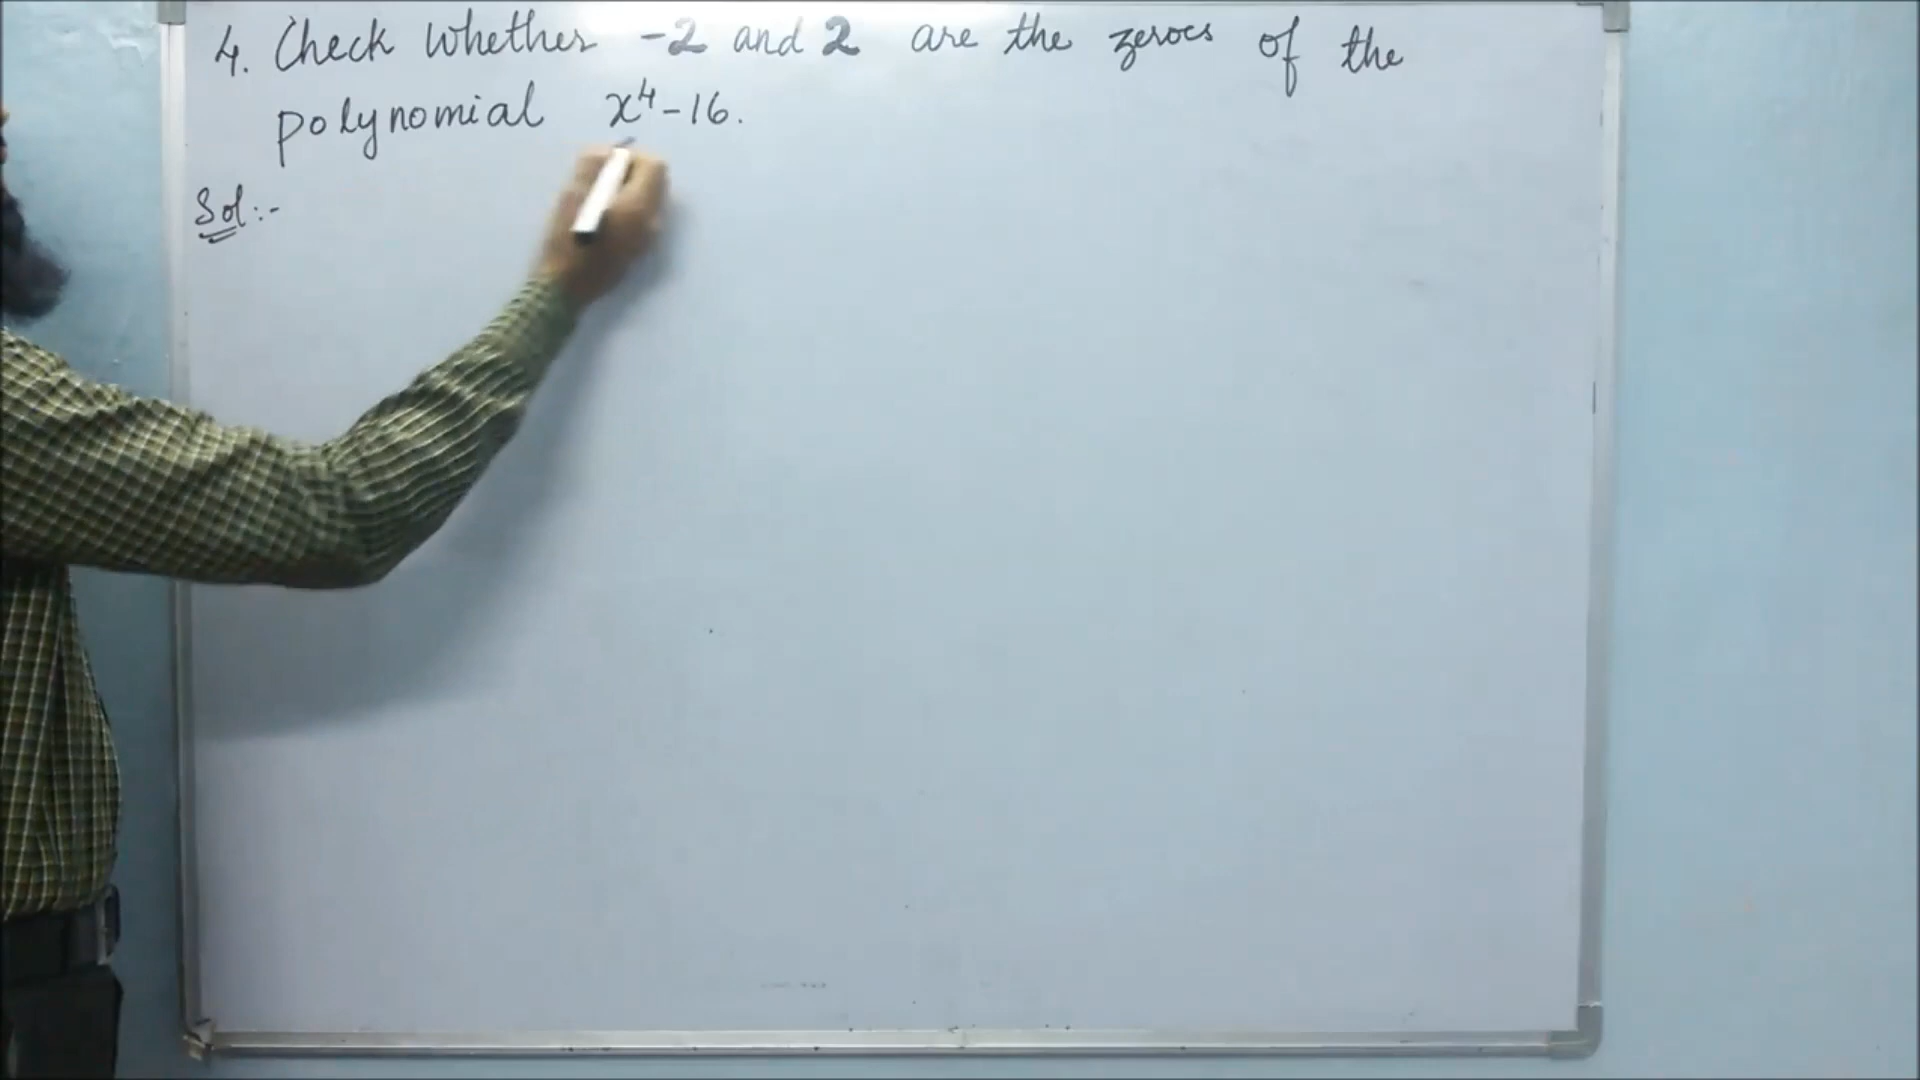 4. Check whether -2 and 2 are the zeroes of the
polynomial x⁴-16.
Sol:-